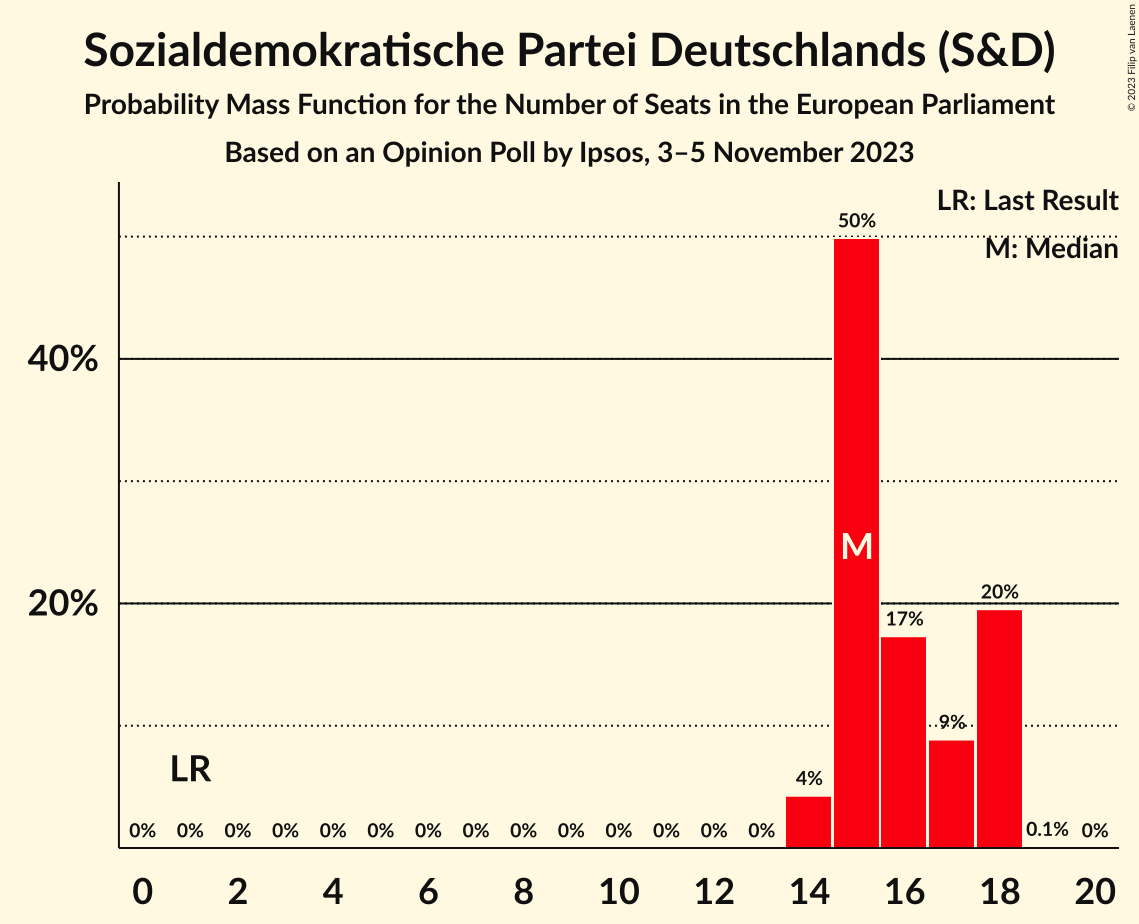 Sozialdemokratische Partei Deutschlands (S&D)
Probability Mass Function for the Number of Seats in the European Parliament
Based on an Opinion Poll by Ipsos, 3–5 November 2023
© 2023 Filip van Laenen
LR: Last Result
M: Median
50%
40%
M
20%
20%
17%
9%
LR
4%
0% 0% 0% 0% 0% 0% 0% 0% 0% 0% 0% 0% 0% 0% 0.1% 0%
0 2 4 6 8 10 12 14 16 18 20